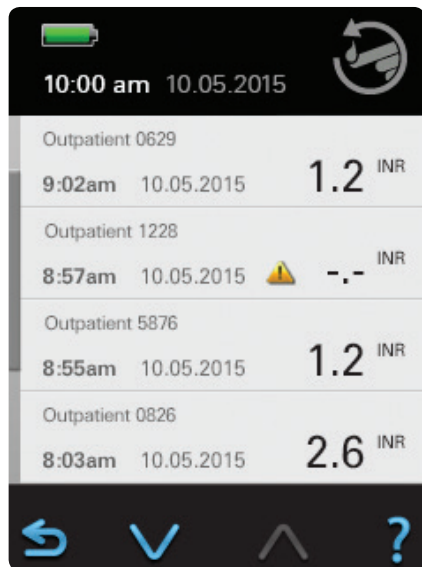 10:00 am 10.05.2015
Outpatient 0629
9:02am 10.05.2015 1.2 INR
Outpatient 1228
8:57am 10.05.2015 -.- INR
Outpatient 5876
8:55am 10.05.2015 1.2 INR
Outpatient 0826
8:03am 10.05.2015 2.6 INR
?